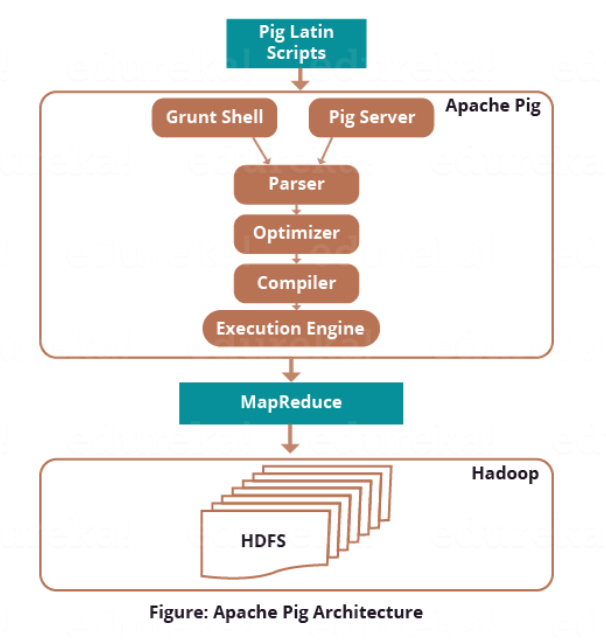 Pig Latin
Scripts
Apache Pig
Grunt Shell
Pig Server
Parser
Optimizer
Compiler
Execution Engine
MapReduce
Hadoop
HDFS
Figure: Apache Pig Architecture